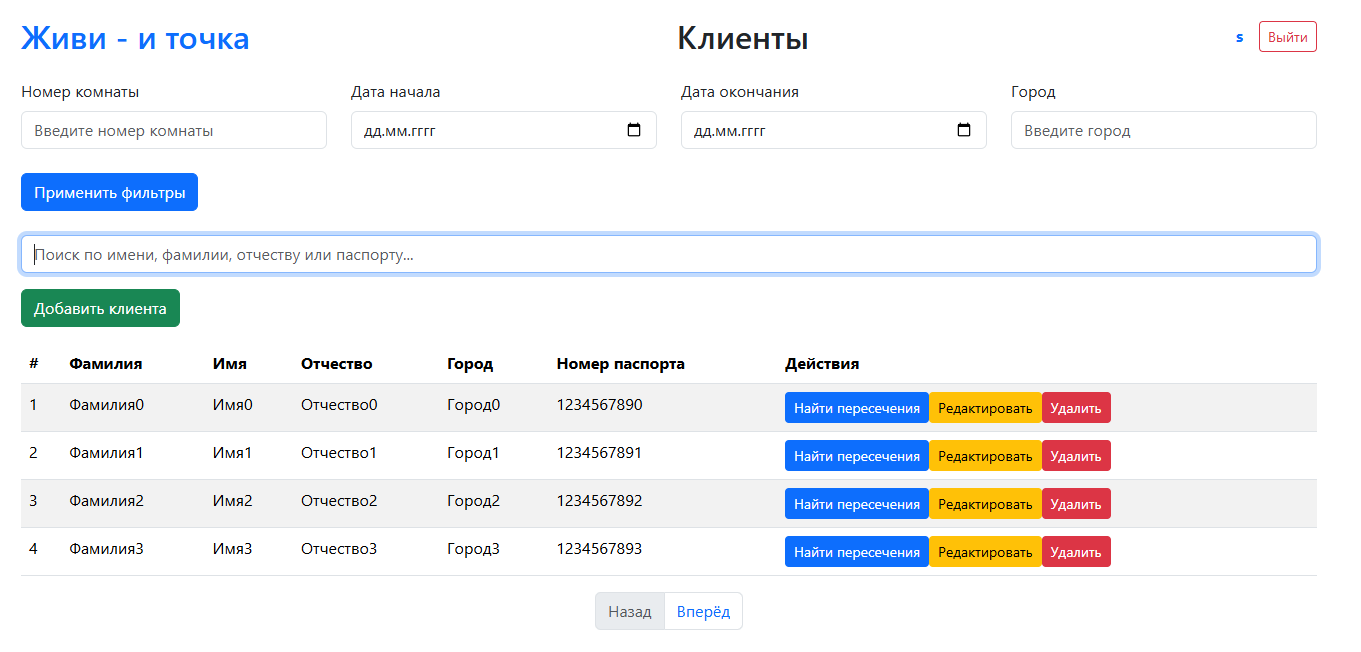 Живи - и точка Клиенты s Выйти
Номер комнаты Дата начала Дата окончания Город
Введите номер комнаты дд.мм.гггг дд.мм.гггг Введите город
Применить фильтры
Поиск по имени, фамилии, отчеству или паспорту...
Добавить клиента
# Фамилия Имя Отчество Город Номер паспорта Действия
1 Фамилия0 Имя0 Отчество0 Город0 1234567890 Найти пересечения Редактировать Удалить
2 Фамилия1 Имя1 Отчество1 Город1 1234567891 Найти пересечения Редактировать Удалить
3 Фамилия2 Имя2 Отчество2 Город2 1234567892 Найти пересечения Редактировать Удалить
4 Фамилия3 Имя3 Отчество3 Город3 1234567893 Найти пересечения Редактировать Удалить
Назад Вперёд